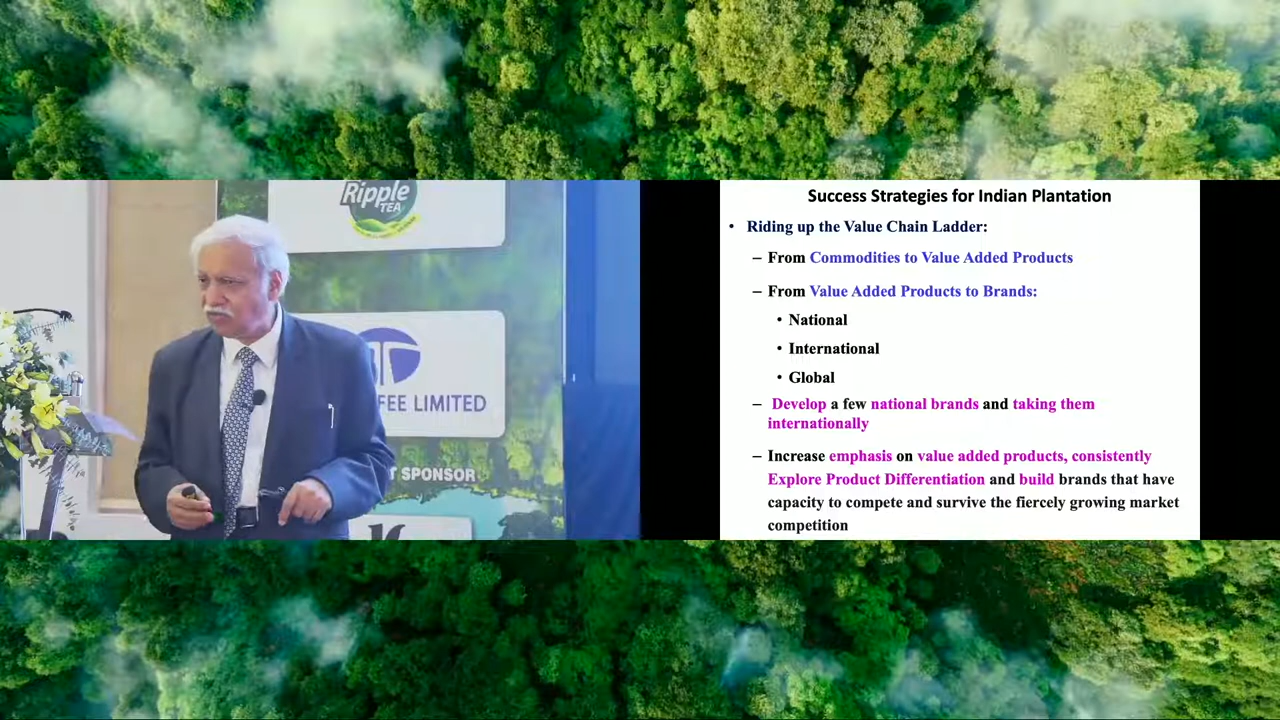 Ripple
TEA
FEE LIMITED
SPONSOR
Success Strategies for Indian Plantation
• Riding up the Value Chain Ladder:
– From Commodities to Value Added Products
– From Value Added Products to Brands:
• National
• International
• Global
– Develop a few national brands and taking them
internationally
– Increase emphasis on value added products, consistently
Explore Product Differentiation and build brands that have
capacity to compete and survive the fiercely growing market
competition